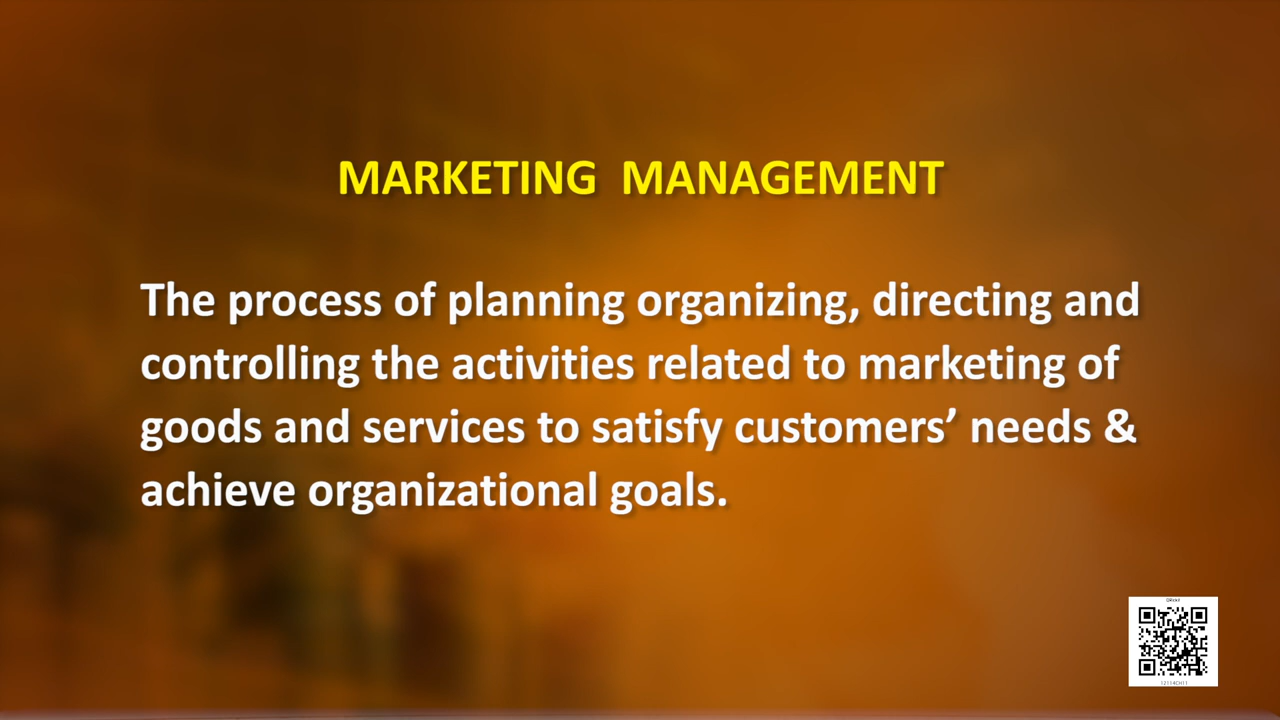 MARKETING MANAGEMENT
The process of planning organizing, directing and
controlling the activities related to marketing of
goods and services to satisfy customers’ needs &
achieve organizational goals.